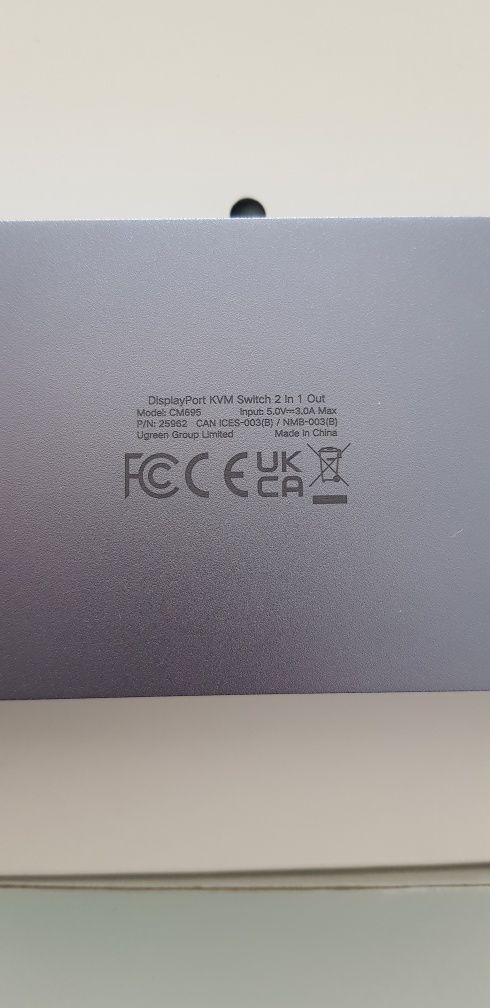 DisplayPort KVM Switch 2 In 1 Out
Model: CM695 Input: 5.0V⎓3.0A Max
P/N: 25962 CAN ICES-003(B) / NMB-003(B)
Ugreen Group Limited Made in China
FC CE UK CA